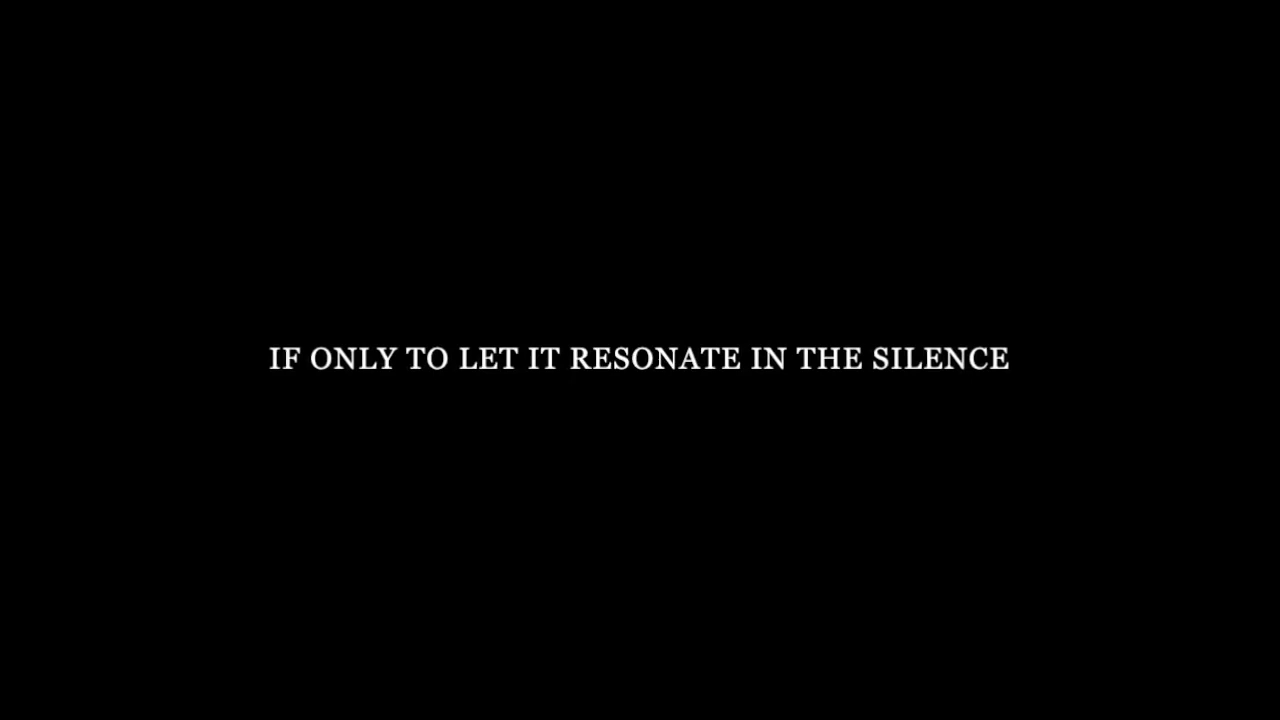 IF ONLY TO LET IT RESONATE IN THE SILENCE